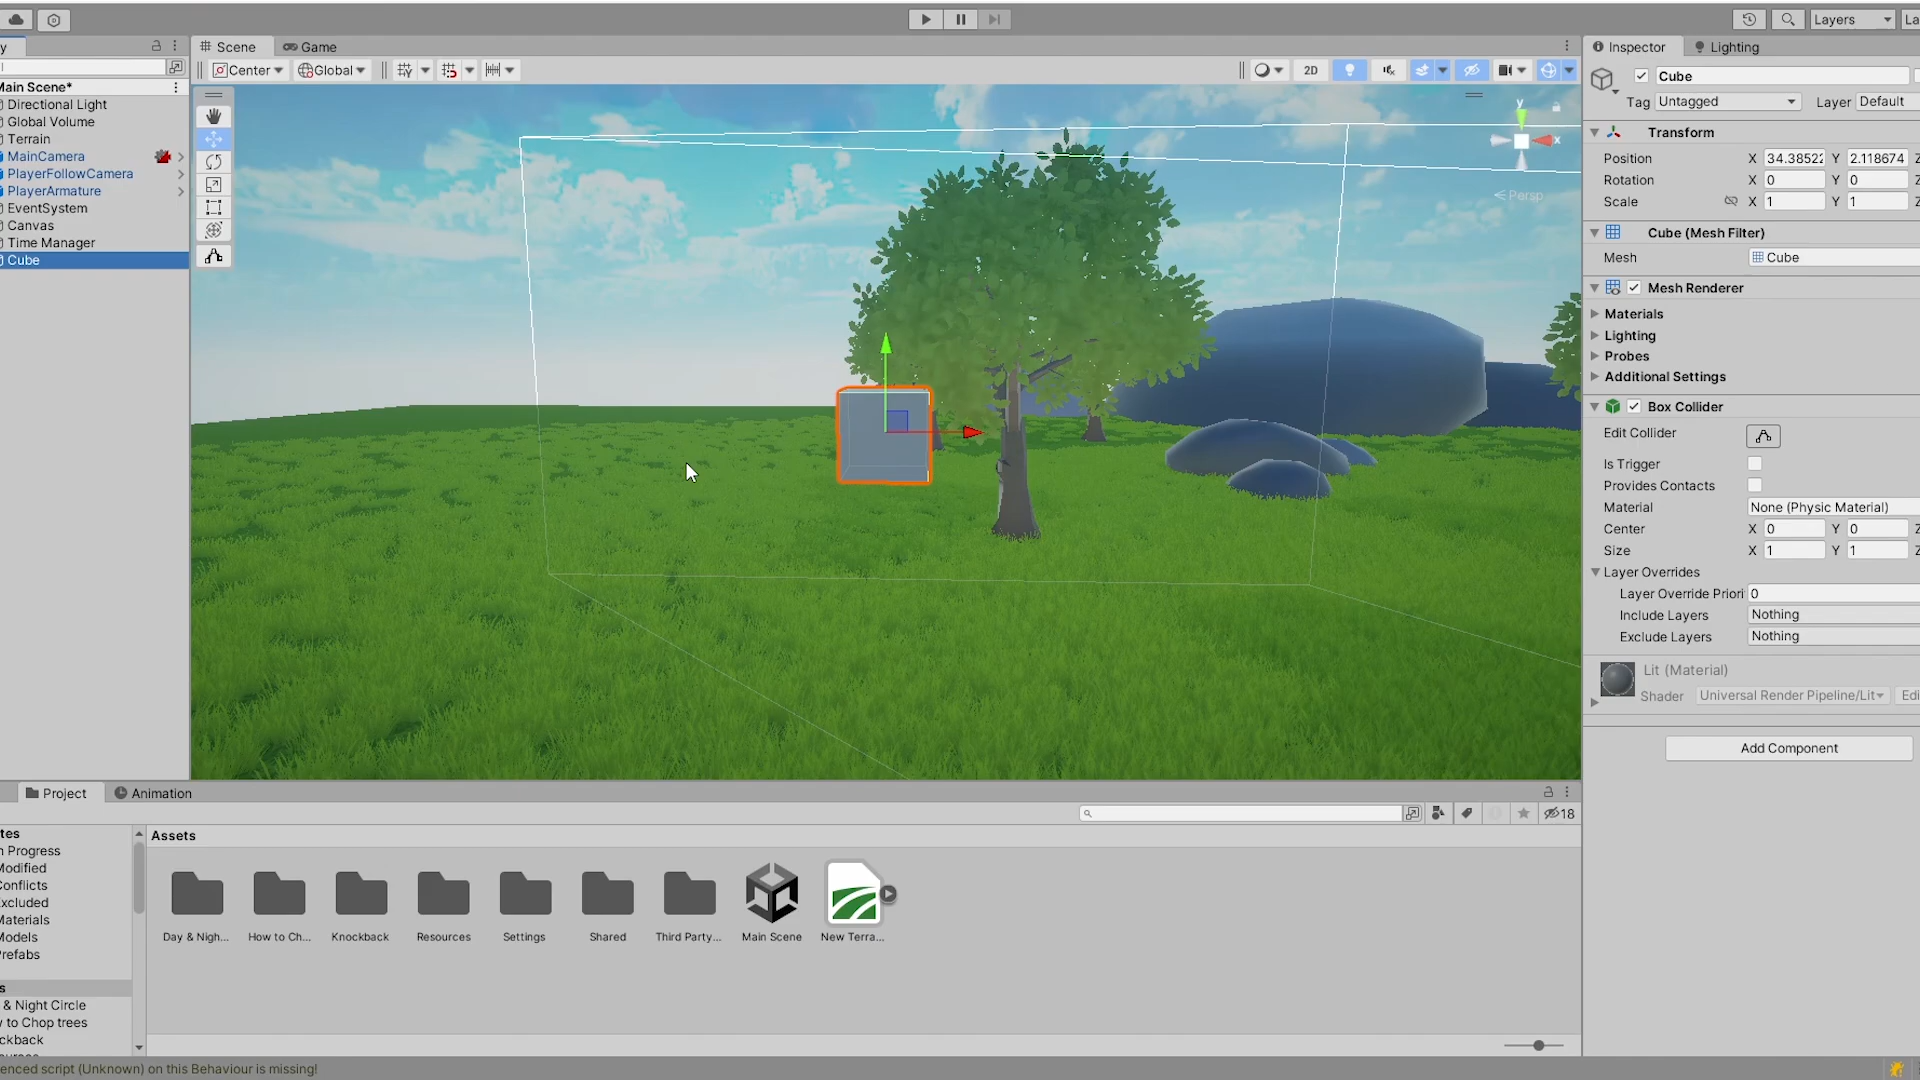 Layers
La
y
Scene
Game
Inspector
Lighting
Center
Global
2D
Main Scene*
Directional Light
Global Volume
Terrain
MainCamera
PlayerFollowCamera
PlayerArmature
EventSystem
Canvas
Time Manager
Cube
y
x
Persp
Cube
Tag Untagged Layer Default
Transform
Position X 34.38522 Y 2.118674 Z
Rotation X 0 Y 0 Z
Scale X 1 Y 1 Z
Cube (Mesh Filter)
Mesh Cube
Mesh Renderer
Materials
Lighting
Probes
Additional Settings
Box Collider
Edit Collider
Is Trigger
Provides Contacts
Material None (Physic Material)
Center X 0 Y 0 Z
Size X 1 Y 1 Z
Layer Overrides
Layer Override Priori 0
Include Layers Nothing
Exclude Layers Nothing
Lit (Material)
Shader Universal Render Pipeline/Lit Edi
Add Component
Project
Animation
18
tes
n Progress
Modified
Conflicts
Excluded
Materials
Models
Prefabs
s
& Night Circle
w to Chop trees
ckback
Assets
Day & Nigh...
How to Ch...
Knockback
Resources
Settings
Shared
Third Party...
Main Scene
New Terra...
enced script (Unknown) on this Behaviour is missing!